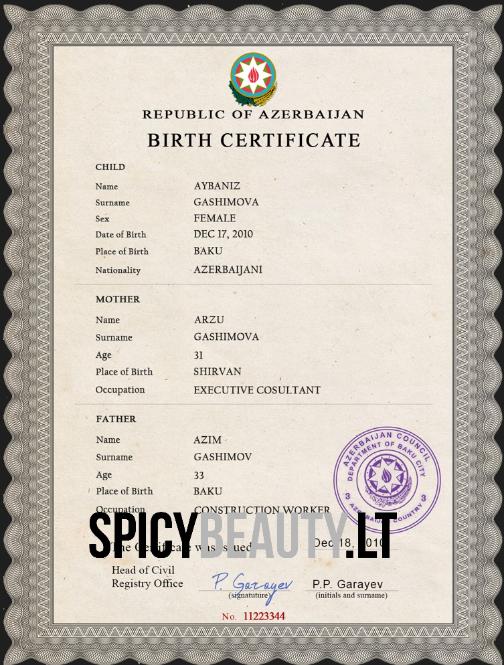 REPUBLIC OF AZERBAIJAN
BIRTH CERTIFICATE
CHILD
Name AYBANIZ
Surname GASHIMOVA
Sex FEMALE
Date of Birth DEC 17, 2010
Place of Birth BAKU
Nationality AZERBAIJANI
MOTHER
Name ARZU
Surname GASHIMOVA
Age 31
Place of Birth SHIRVAN
Occupation EXECUTIVE COSULTANT
FATHER
Name AZIM
Surname GASHIMOV
Age 33
Place of Birth BAKU
Occupation CONSTRUCTION WORKER
AZERBAIJAN COUNCIL
DEPARTMENT OF BAKU CITY
3 3
AZERBAIJAN COUNTRY
SPICYBEAUTY.LT
The Certificate was issued Dec 18, 2010
Head of Civil
Registry Office P. Garayev P.P. Garayev
(signatuture) (initials and surname)
No. 11223344